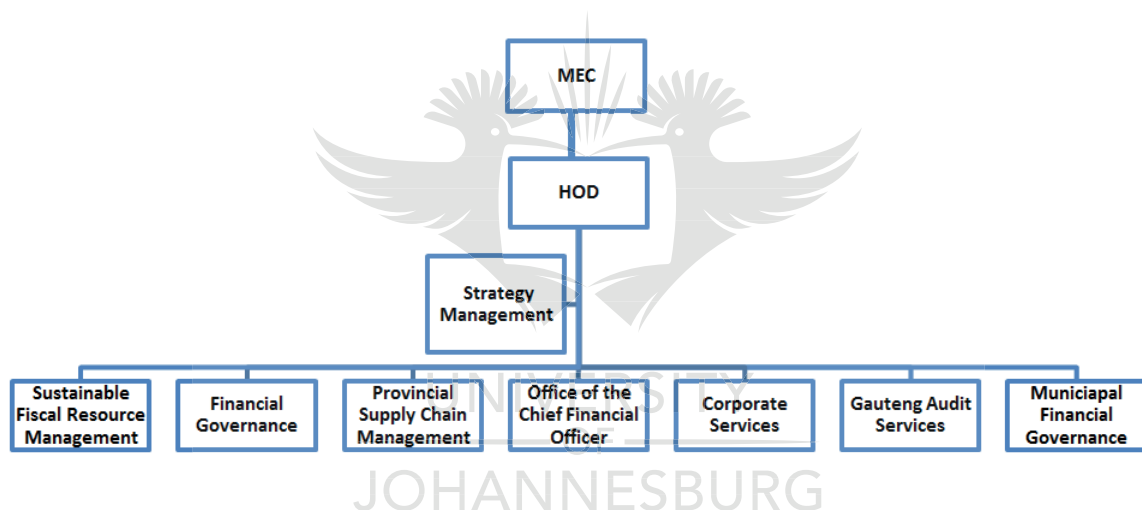 MEC
HOD
Strategy
Management
Sustainable
Fiscal Resource
Management
Financial
Governance
Provincial
Supply Chain
Management
Office of the
Chief Financial
Officer
Corporate
Services
Gauteng Audit
Services
Municiapal
Financial
Governance
UNIVERSITY
OF
JOHANNESBURG